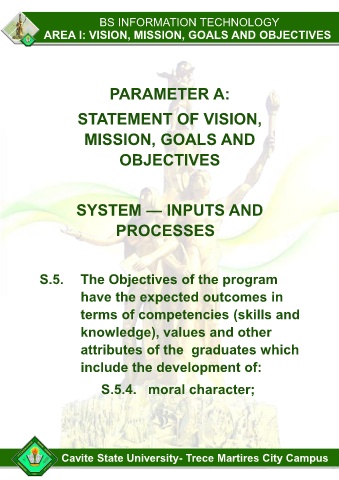 BS INFORMATION TECHNOLOGY
AREA I: VISION, MISSION, GOALS AND OBJECTIVES
PARAMETER A:
STATEMENT OF VISION,
MISSION, GOALS AND
OBJECTIVES
SYSTEM — INPUTS AND
PROCESSES
S.5. The Objectives of the program
have the expected outcomes in
terms of competencies (skills and
knowledge), values and other
attributes of the graduates which
include the development of:
S.5.4. moral character;
Cavite State University- Trece Martires City Campus